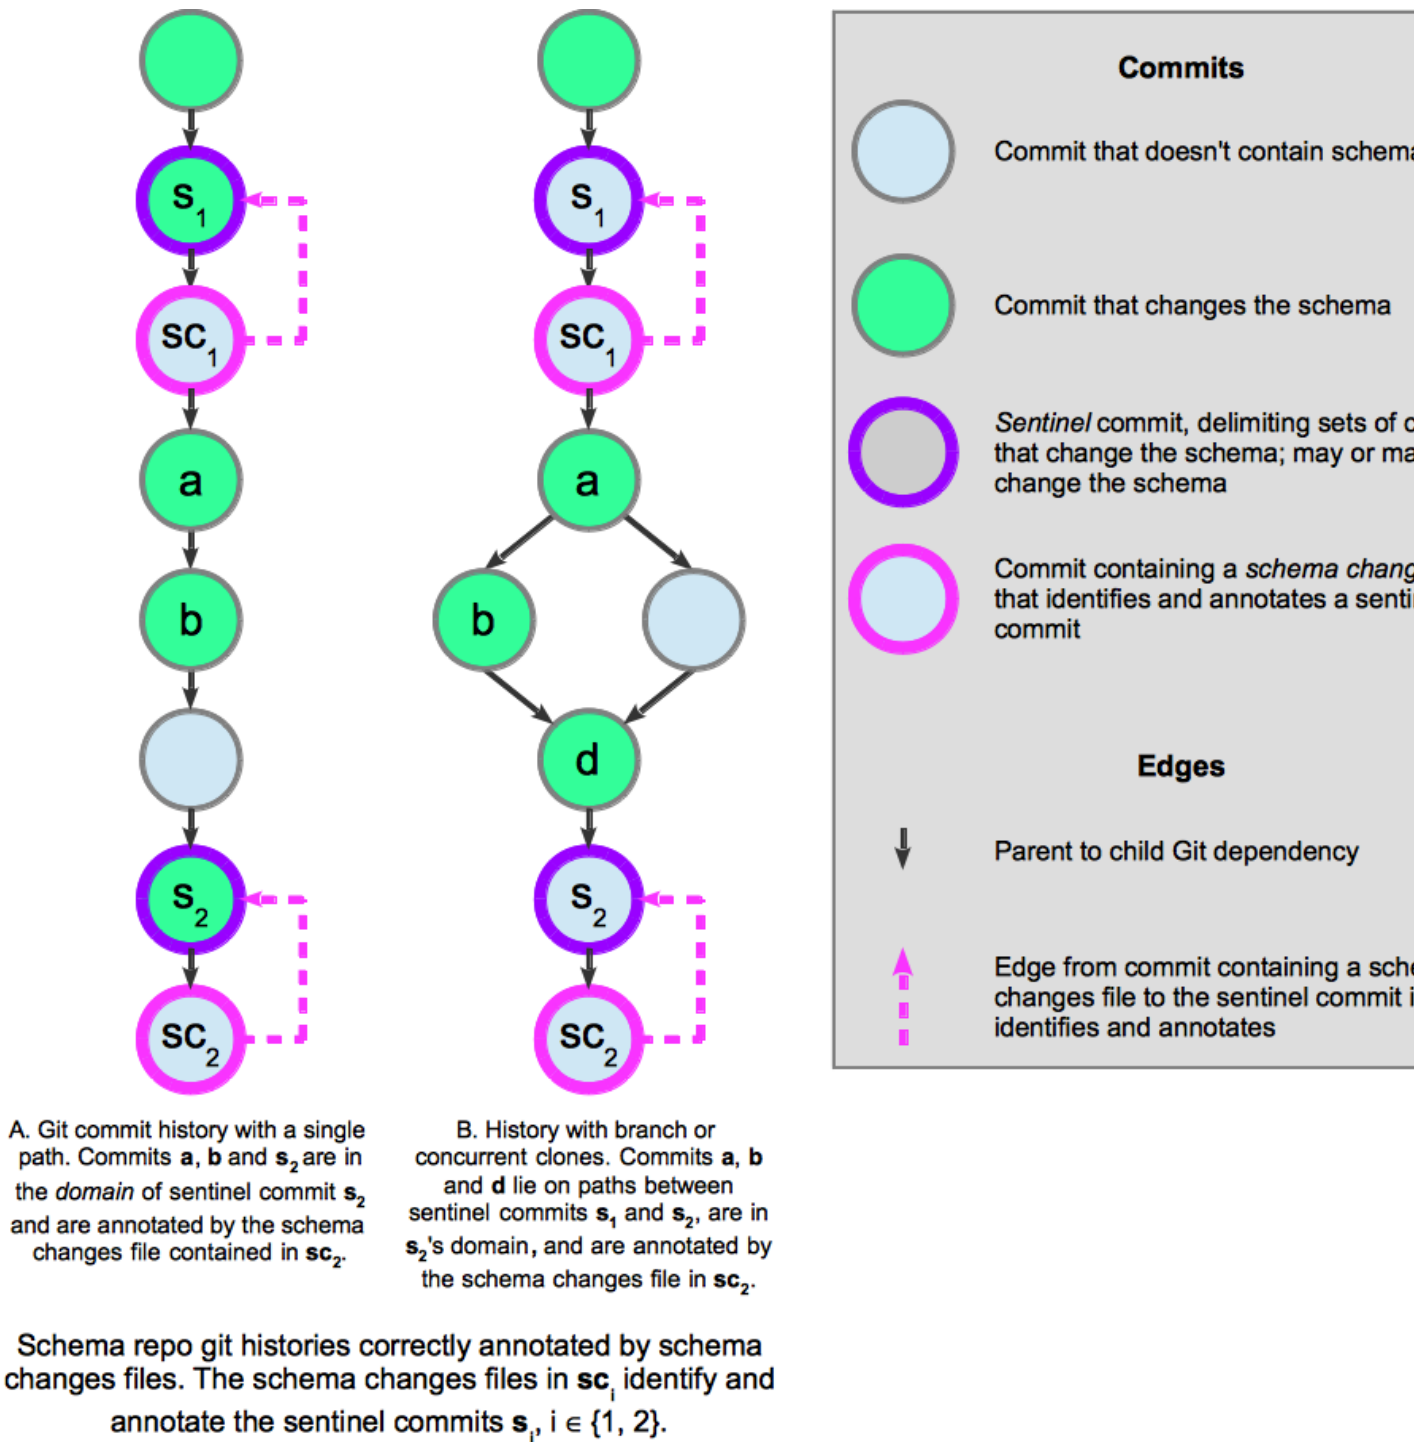 S1
SC1
a
b
S2
SC2
S1
SC1
a
b
d
S2
SC2
Commits
Commit that doesn't contain
Commit that changes the schema
Sentinel commit, delimiting sets of
that change the schema; may or
change the schema
Commit containing a schema
that identifies and annotates a
commit
Edges
Parent to child Git dependency
Edge from commit containing a
changes file to the sentinel commit
identifies and annotates
A. Git commit history with a single
path. Commits a, b and s2 are in
the domain of sentinel commit s2
and are annotated by the schema
changes file contained in sc2.
B. History with branch or
concurrent clones. Commits a, b
and d lie on paths between
sentinel commits s1 and s2, are in
s2's domain, and are annotated by
the schema changes file in sc2.
Schema repo git histories correctly annotated by schema
changes files. The schema changes files in sci identify and
annotate the sentinel commits si, i ∈ {1, 2}.